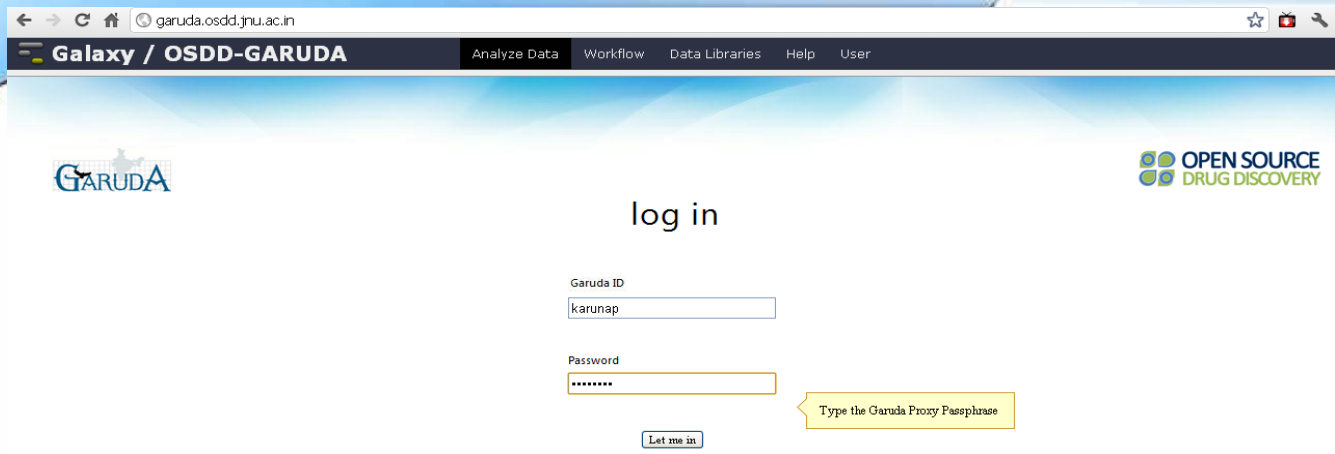 garuda.osdd.jnu.ac.in
Galaxy / OSDD-GARUDA Analyze Data Workflow Data Libraries Help User
GARUDA
OPEN SOURCE
DRUG DISCOVERY
log in
Garuda ID
karunap
Password
••••••••
Type the Garuda Proxy Passphrase
Let me in